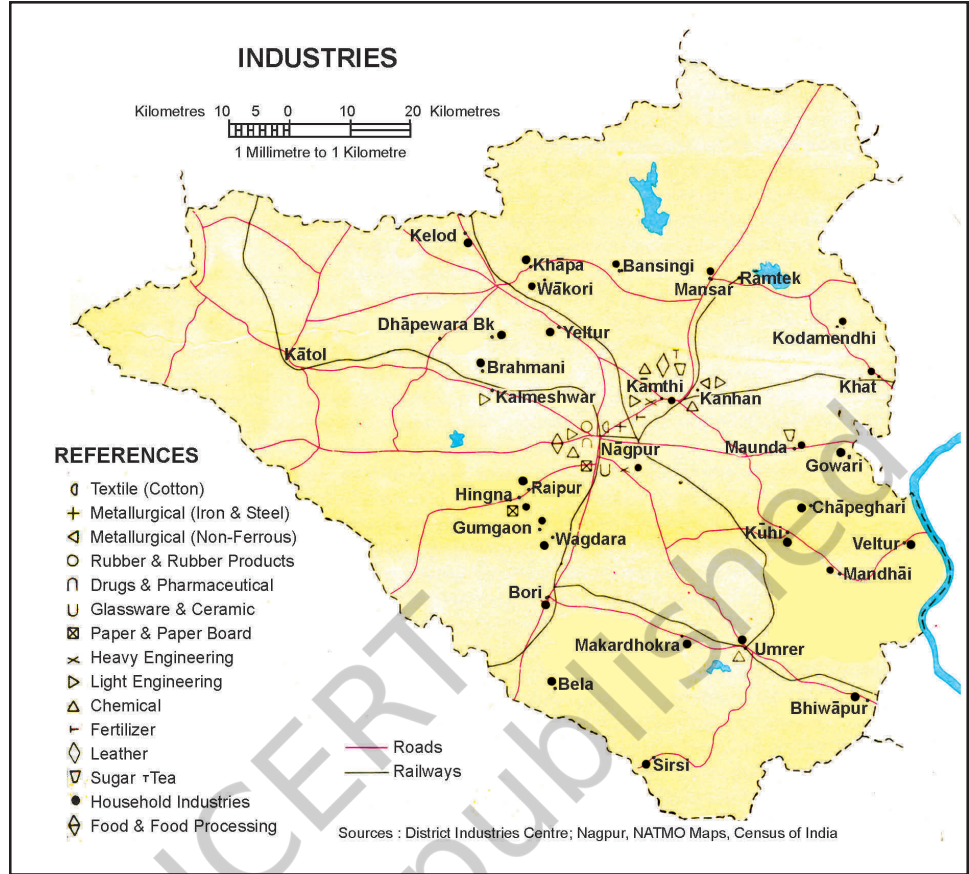 INDUSTRIES
Kilometres 10 5 0 10 20 Kilometres
1 Millimetre to 1 Kilometre
Kelod
Khāpa
Bansingi
Wākori
Mansar
Rāmtek
Dhāpewara Bk
Yeltur
Kodamendhi
Kātol
Brahmani
Kāmthi
Khāt
Kalmeshwar
Kanhan
Nāgpur
Maunda
Gowari
REFERENCES
Textile (Cotton)
Metallurgical (Iron & Steel)
Metallurgical (Non-Ferrous)
Rubber & Rubber Products
Drugs & Pharmaceutical
Glassware & Ceramic
Paper & Paper Board
Heavy Engineering
Light Engineering
Chemical
Fertilizer
Leather
Sugar ᴛTea
Household Industries
Food & Food Processing
Hingna
Raipur
Chāpeghari
Gumgaon
Wagdara
Kūhi
Veltur
Mandhāi
Bori
Makardhokra
Umrer
Bela
Bhiwāpur
Sirsi
Roads
Railways
Sources : District Industries Centre; Nagpur, NATMO Maps, Census of India
NCERT
published